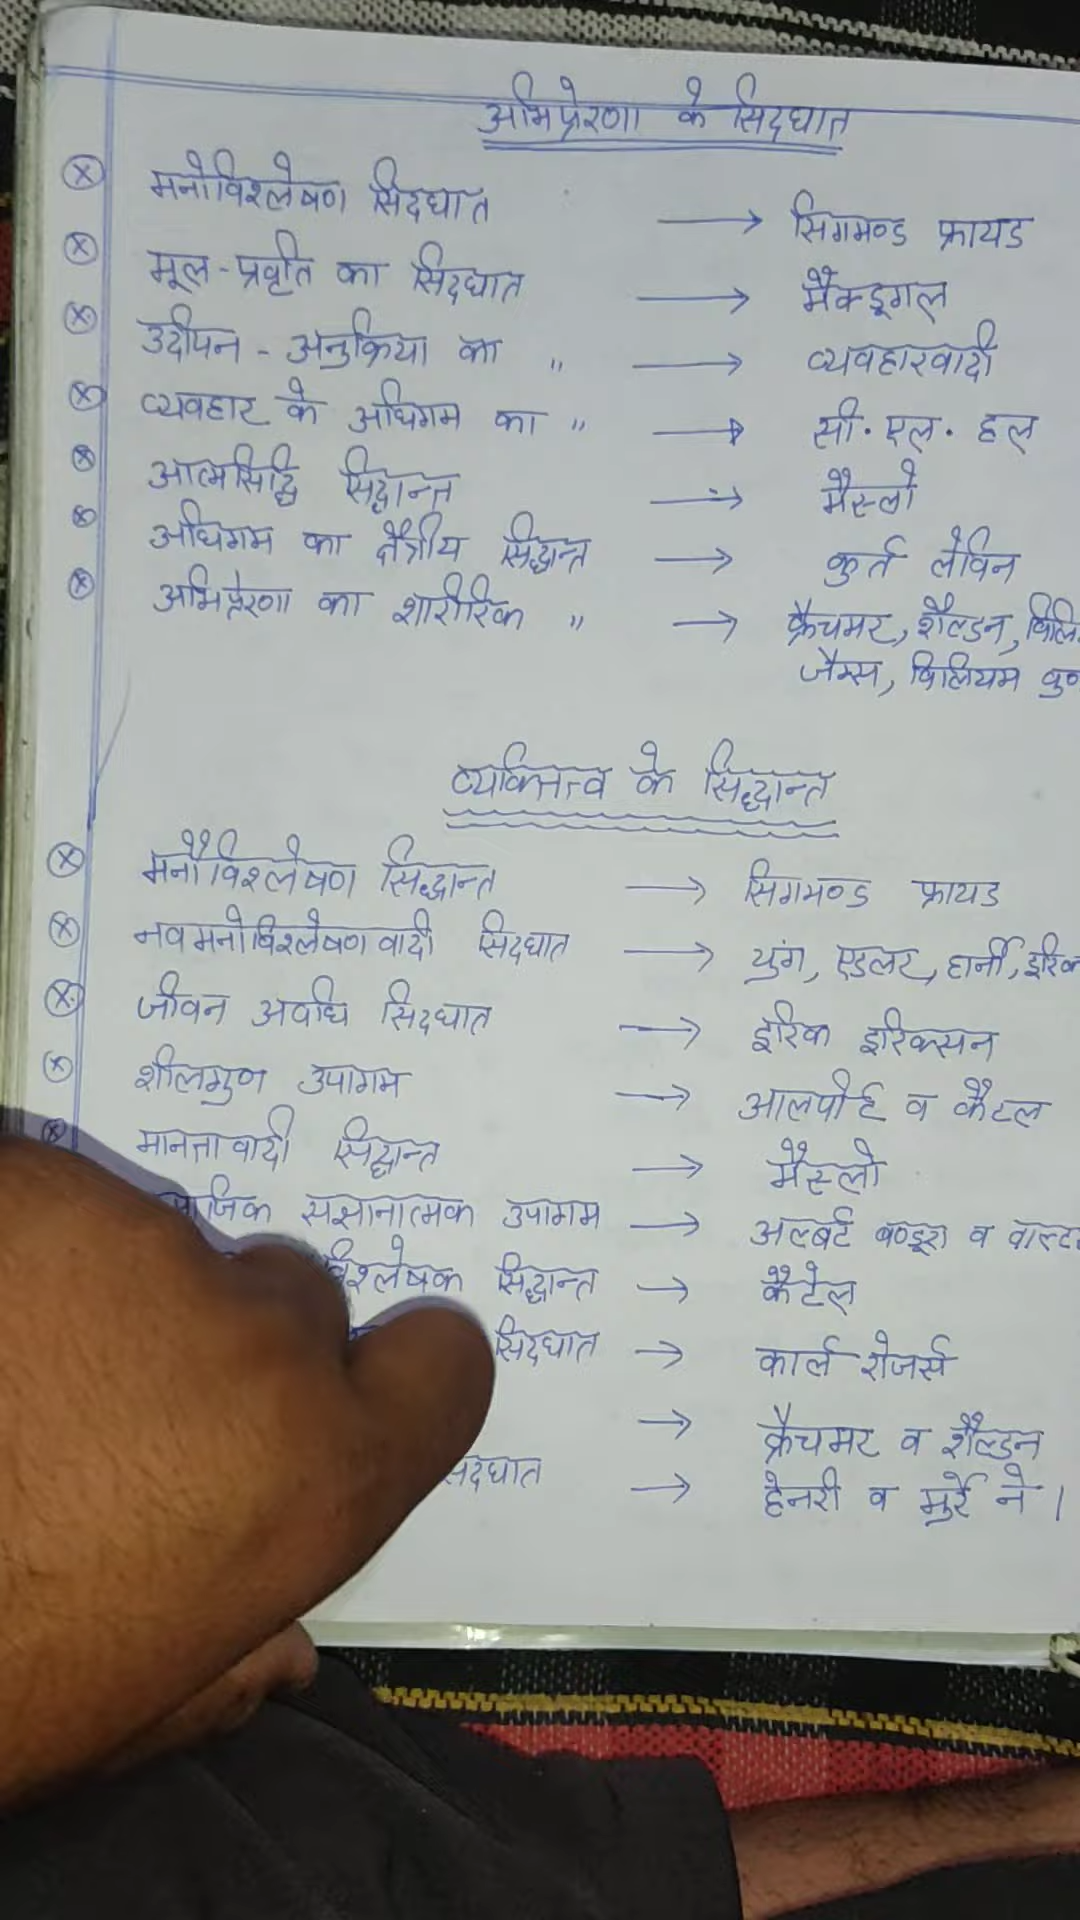 अभिप्रेरणा के सिद्घात
मनोविश्लेषण सिद्घात → सिगमण्ड फ्रायड
मूल-प्रवृति का सिद्घात → मैक्डूगल
उदीपन - अनुक्रिया का " → व्यवहारवादी
व्यवहार के अधिगम का " → सी. एल. हल
आत्मसिद्धि सिद्धान्त → मैस्लो
अधिगम का क्षैत्रीय सिद्धान्त → कुर्त लेविन
अभिप्रेरणा का शारीरिक " → क्रैचमर, शैल्डन,
जैम्स, विलियम
व्यक्तित्व के सिद्धान्त
मनोविश्लेषण सिद्धान्त → सिगमण्ड फ्रायड
नवमनोविश्लेषणवादी सिद्घात → युंग, एडलर, हार्नी,
जीवन अवधि सिद्घात → इरिक इरिक्सन
शीलगुण उपागम → आलपोर्ट व कैटल
मानतावादी सिद्धान्त → मैस्लो
सज्ञानात्मक उपागम → अल्बर्ट बण्डूरा व
सिद्धान्त → कैटेल
सिद्घात → कार्ल रोजर्स
→ क्रैचमर व शैल्डन
→ हेनरी व मुर्रे ने।